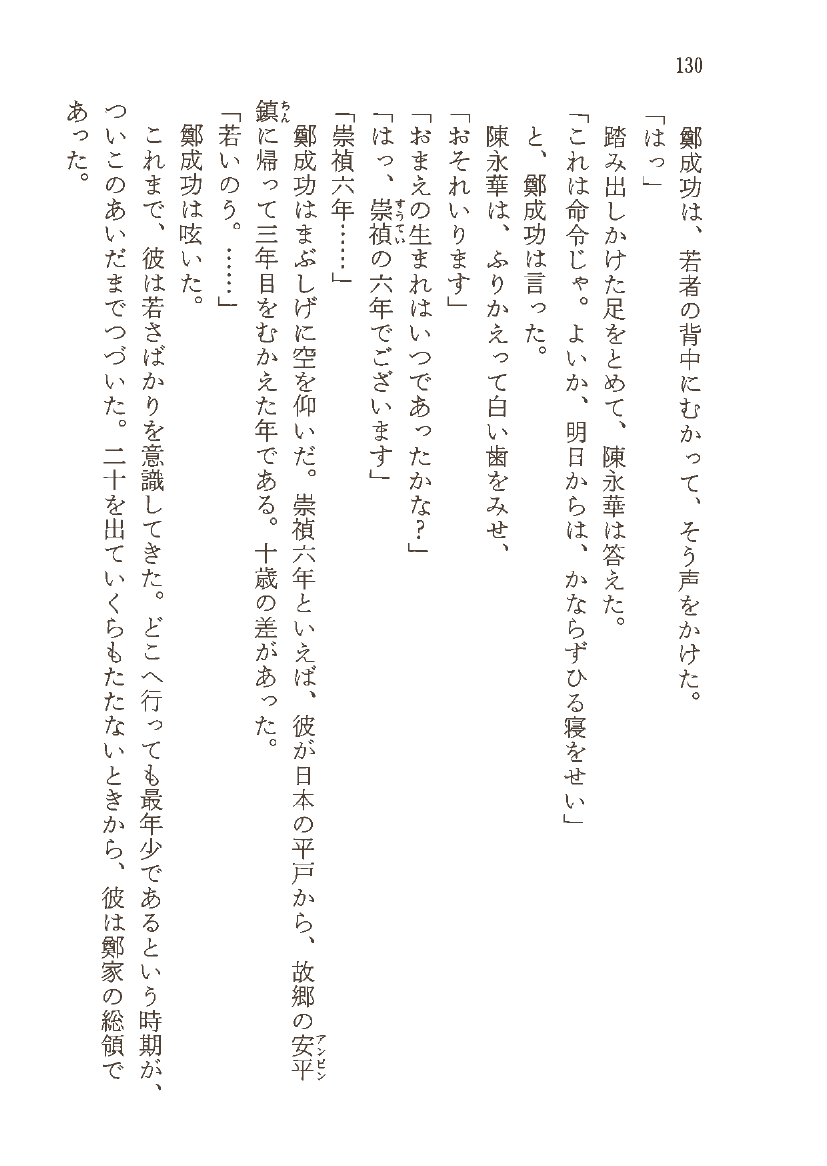 130
鄭成功は、若者の背中にむかって、そう声をかけた。
「はっ」
踏み出しかけた足をとめて、陳永華は答えた。
「これは命令じゃ。よいか、明日からは、かならずひる寝をせい」
と、鄭成功は言った。
陳永華は、ふりかえって白い歯をみせ、
「おそれいります」
「おまえの生まれはいつであったかな?」
「はっ、崇禎の六年でございます」
すうてい
「崇禎六年……」
鄭成功はまぶしげに空を仰いだ。崇禎六年といえば、彼が日本の平戸から、故郷の安平
アンピン
鎮に帰って三年目をむかえた年である。十歳の差があった。
ちん
「若いのう。……」
鄭成功は呟いた。
これまで、彼は若さばかりを意識してきた。どこへ行っても最年少であるという時期が、
ついこのあいだまでつづいた。二十を出ていくらもたたないときから、彼は鄭家の総領で
あった。